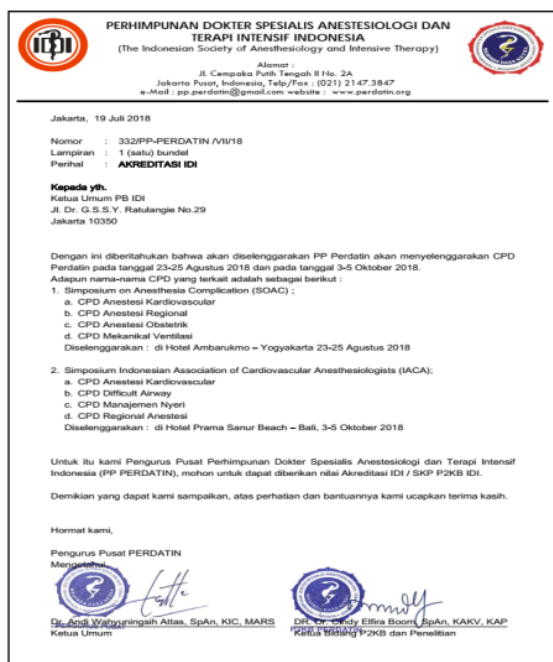 PERHIMPUNAN DOKTER SPESIALIS ANESTESIOLOGI DAN
TERAPI INTENSIF INDONESIA
(The Indonesian Society of Anesthesiology and Intensive Therapy)
Alamat :
Jl. Cempaka Putih Tengah II No. 2A
Jakarta Pusat, Indonesia, Telp/Fax : (021) 2147.3847
e-Mail : pp.perdatin@gmail.com website : www.perdatin.org
Jakarta, 19 Juli 2018
Nomor : 332/PP-PERDATIN /VII/18
Lampiran : 1 (satu) bundel
Perihal : AKREDITASI IDI
Kepada yth.
Ketua Umum PB IDI
Jl. Dr. G.S.S.Y. Ratulangie No.29
Jakarta 10350
Dengan ini diberitahukan bahwa akan diselenggarakan PP Perdatin akan menyelenggarakan CPD
Perdatin pada tanggal 23-25 Agustus 2018 dan pada tanggal 3-5 Oktober 2018.
Adapun nama-nama CPD yang terkait adalah sebagai berikut :
1. Simposium on Anesthesia Complication (SOAC) ;
a. CPD Anestesi Kardiovascular
b. CPD Anestesi Regional
c. CPD Anestesi Obstetrik
d. CPD Mekanikal Ventilasi
Diselenggarakan : di Hotel Ambarukmo – Yogyakarta 23-25 Agustus 2018
2. Simposium Indonesian Association of Cardiovascular Anesthesiologists (IACA);
a. CPD Anestesi Kardiovascular
b. CPD Difficult Airway
c. CPD Manajemen Nyeri
d. CPD Regional Anestesi
Diselenggarakan : di Hotel Prama Sanur Beach – Bali, 3-5 Oktober 2018
Untuk itu kami Pengurus Pusat Perhimpunan Dokter Spesialis Anestesiologi dan Terapi Intensif
Indonesia (PP PERDATIN), mohon untuk dapat diberikan nilai Akreditasi IDI / SKP P2KB IDI.
Demikian yang dapat kami sampaikan, atas perhatian dan bantuannya kami ucapkan terima kasih.
Hormat kami,
Pengurus Pusat PERDATIN
Mengetahui,
Dr. Andi Wahyuningsih Attas, SpAn, KIC, MARS
Ketua Umum
DR. Dr. Cindy Elfira Boom, SpAn, KAKV, KAP
Ketua Bidang P2KB dan Penelitian